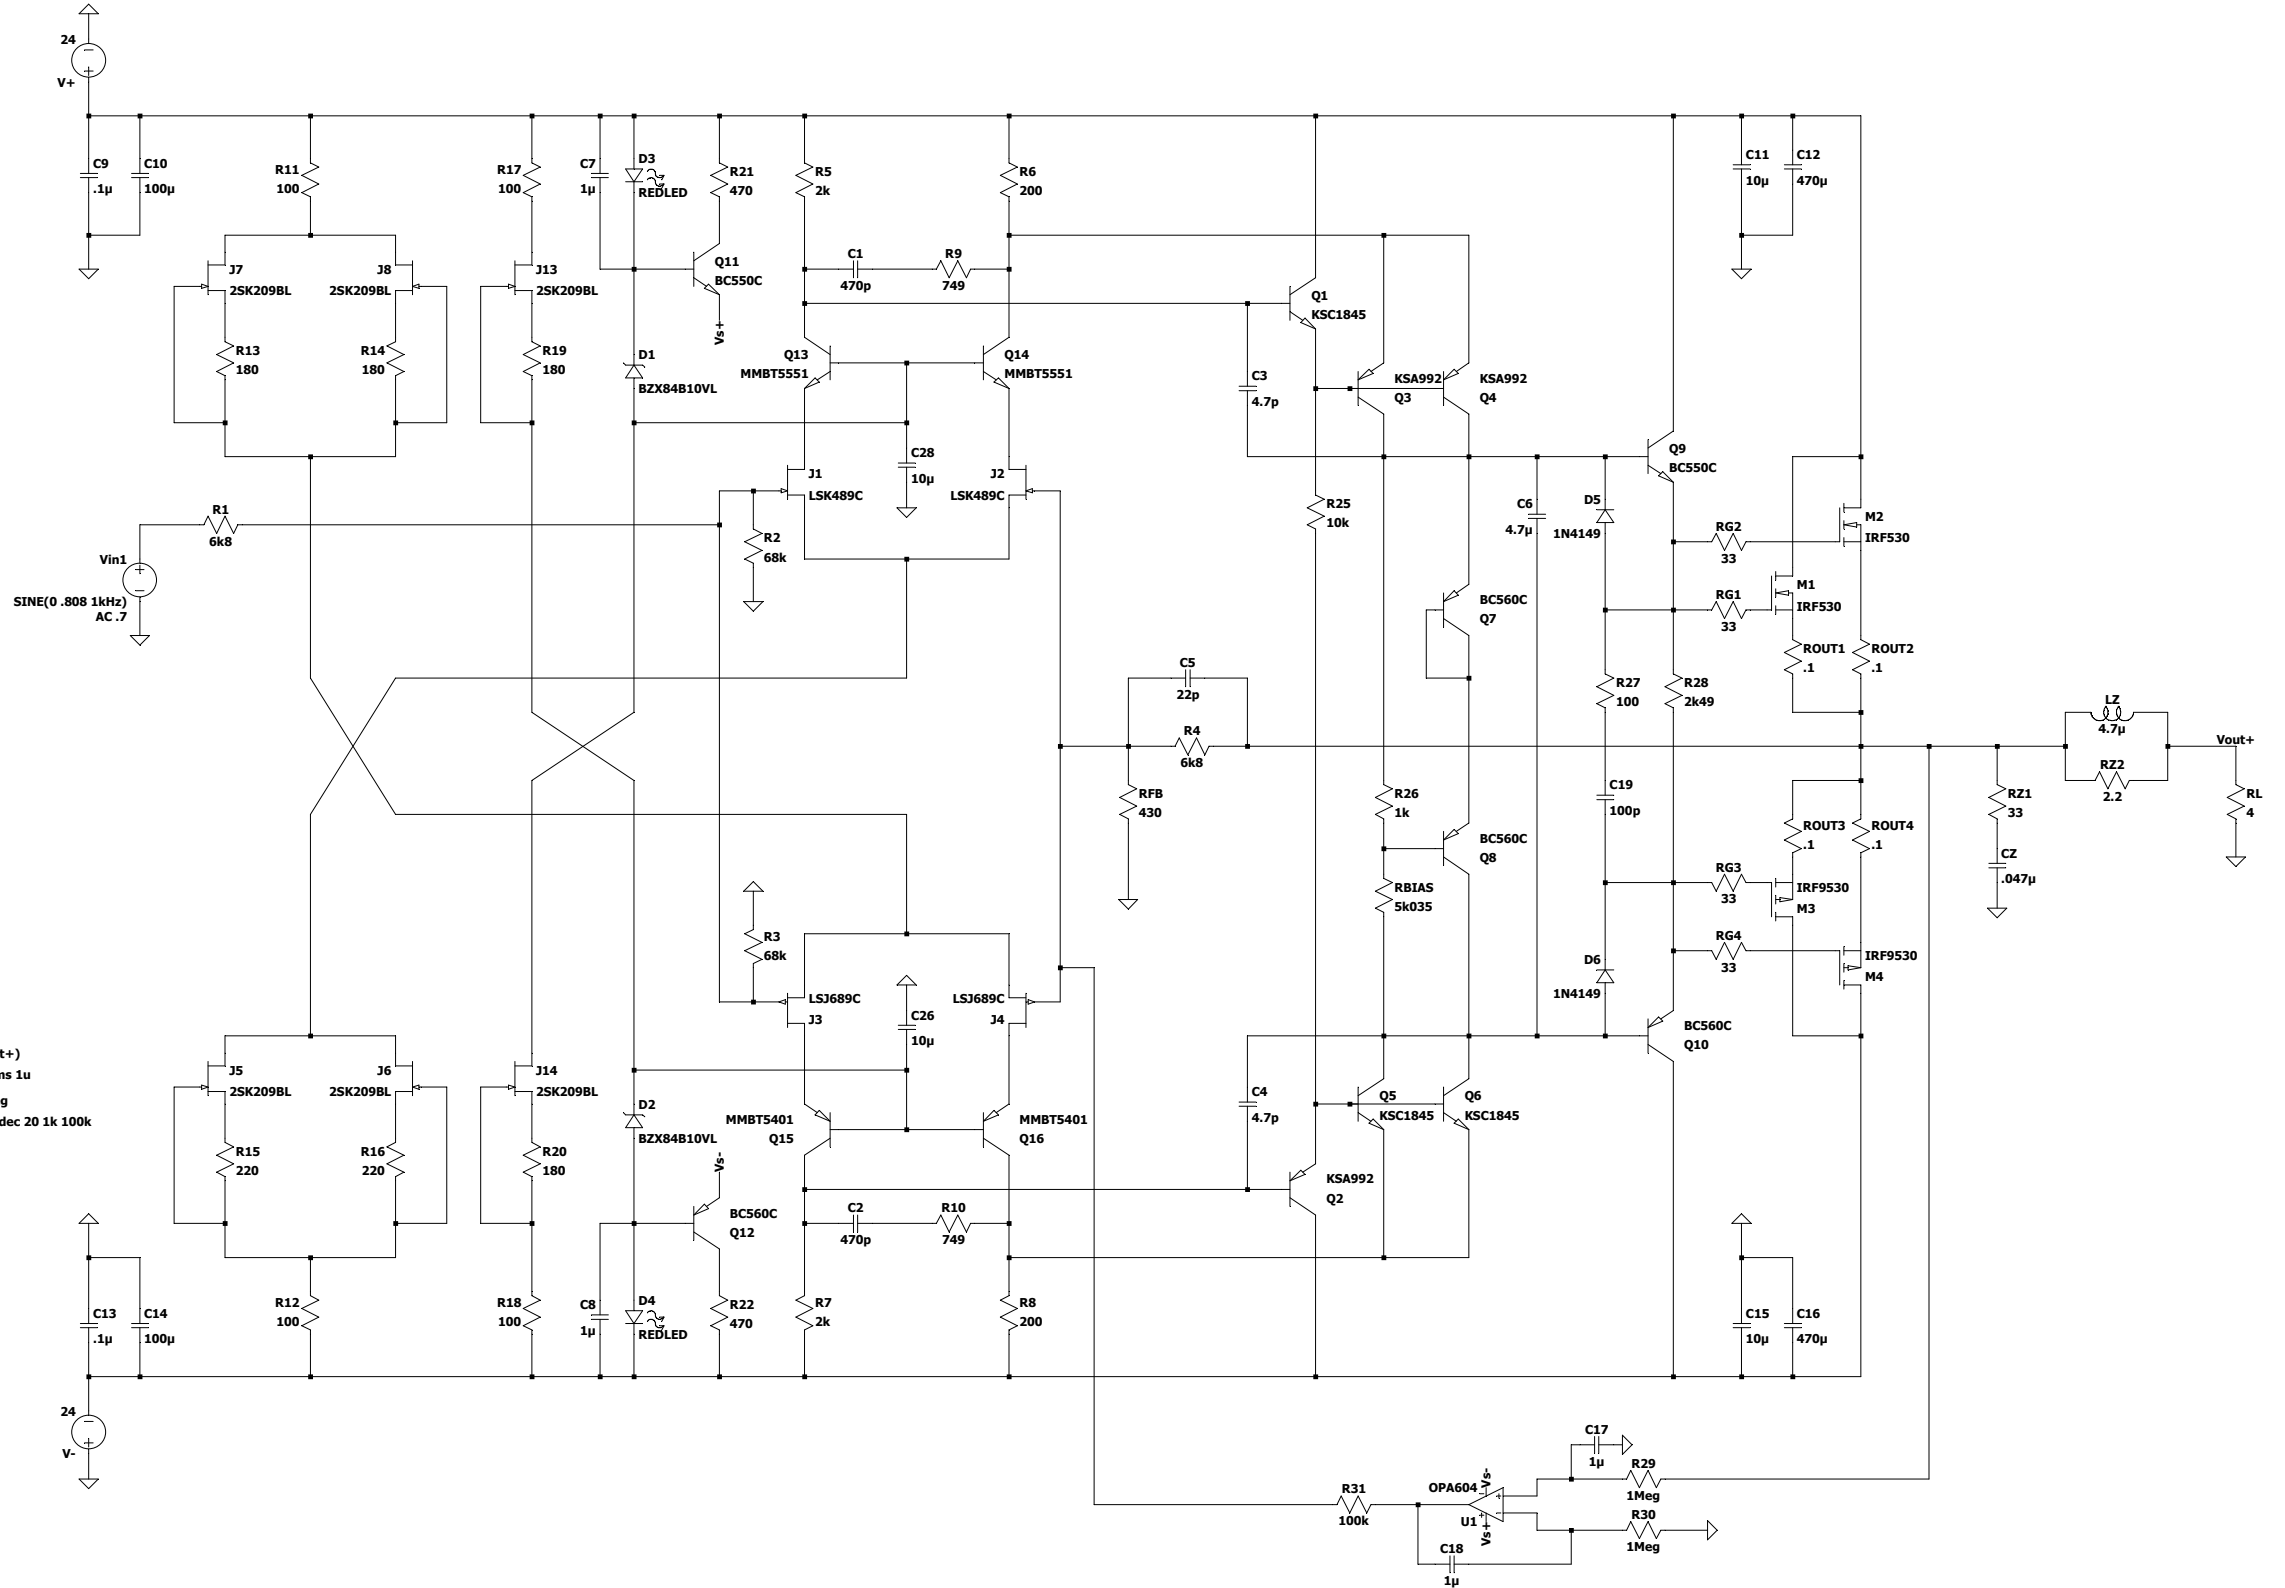 24
V+
C9
.1µ
C10
100µ
R11
100
R17
100
C7
1µ
D3
REDLED
R21
470
R5
2k
R6
200
C11
10µ
C12
470µ
J7
2SK209BL
J8
2SK209BL
J13
2SK209BL
Q11
BC550C
Vs+
C1
470p
R9
749
Q1
KSC1845
R13
180
R14
180
R19
180
D1
BZX84B10VL
Q13
MMBT5551
Q14
MMBT5551
C3
4.7p
KSA992
Q3
KSA992
Q4
C28
10µ
J1
LSK489C
J2
LSK489C
Q9
BC550C
R1
6k8
R2
68k
R25
10k
C6
4.7µ
D5
1N4149
RG2
33
M2
IRF530
Vin1
SINE(0 .808 1kHz)
AC .7
BC560C
Q7
RG1
33
M1
IRF530
C5
22p
R27
100
R28
2k49
ROUT1
.1
ROUT2
.1
R4
6k8
LZ
4.7µ
Vout+
RZ2
2.2
RFB
430
R26
1k
C19
100p
ROUT3
.1
ROUT4
.1
RZ1
33
RL
4
BC560C
Q8
CZ
.047µ
RBIAS
5k035
RG3
33
IRF9530
M3
R3
68k
RG4
33
IRF9530
M4
D6
1N4149
LSJ689C
J3
LSJ689C
J4
C26
10µ
BC560C
Q10
t+)
ns 1u
g
dec 20 1k 100k
J5
2SK209BL
J6
2SK209BL
J14
2SK209BL
D2
BZX84B10VL
MMBT5401
Q15
MMBT5401
Q16
C4
4.7p
Q5
KSC1845
Q6
KSC1845
R15
220
R16
220
R20
180
Vs-
BC560C
Q12
C2
470p
R10
749
KSA992
Q2
C13
.1µ
C14
100µ
R12
100
R18
100
C8
1µ
D4
REDLED
R22
470
R7
2k
R8
200
C15
10µ
C16
470µ
24
V-
C17
1µ
R29
1Meg
OPA604
Vs-
U1
Vs+
R31
100k
R30
1Meg
C18
1µ